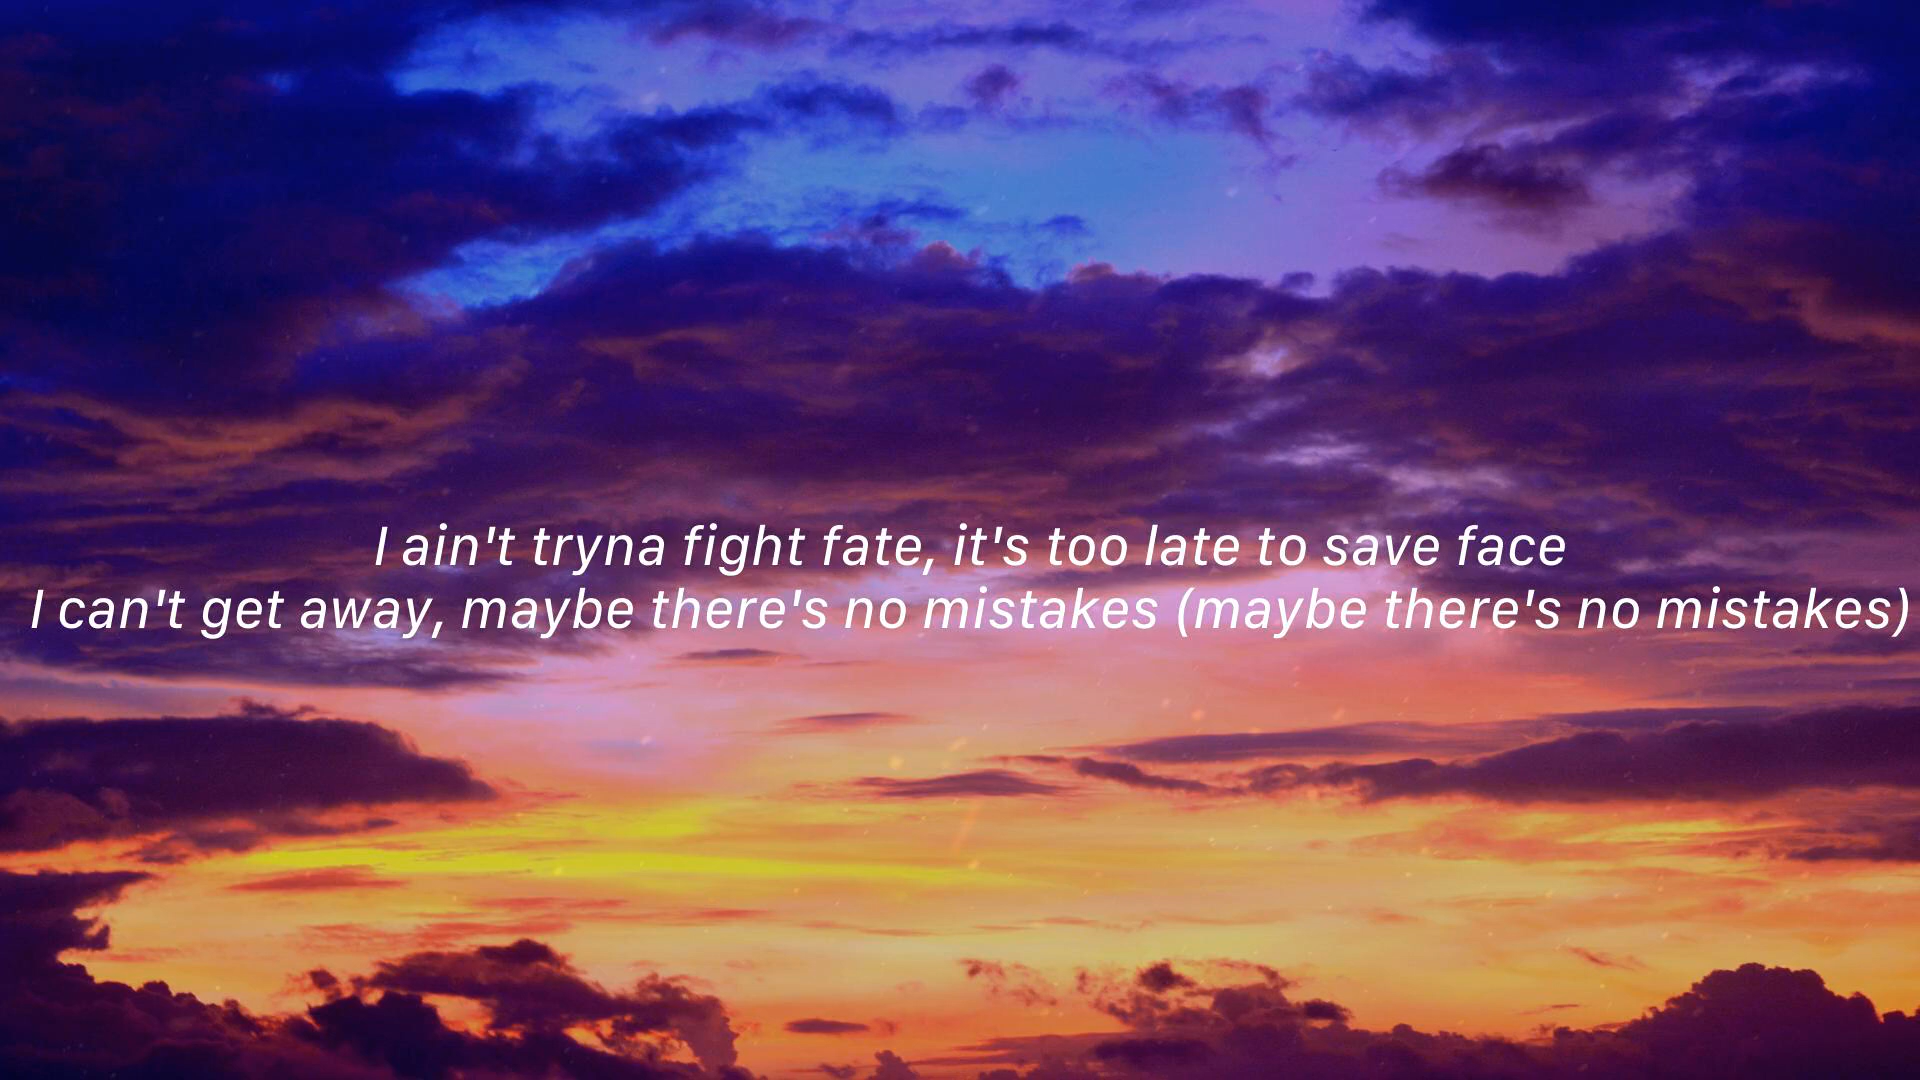 I ain't tryna fight fate, it's too late to save face
I can't get away, maybe there's no mistakes (maybe there's no mistakes)